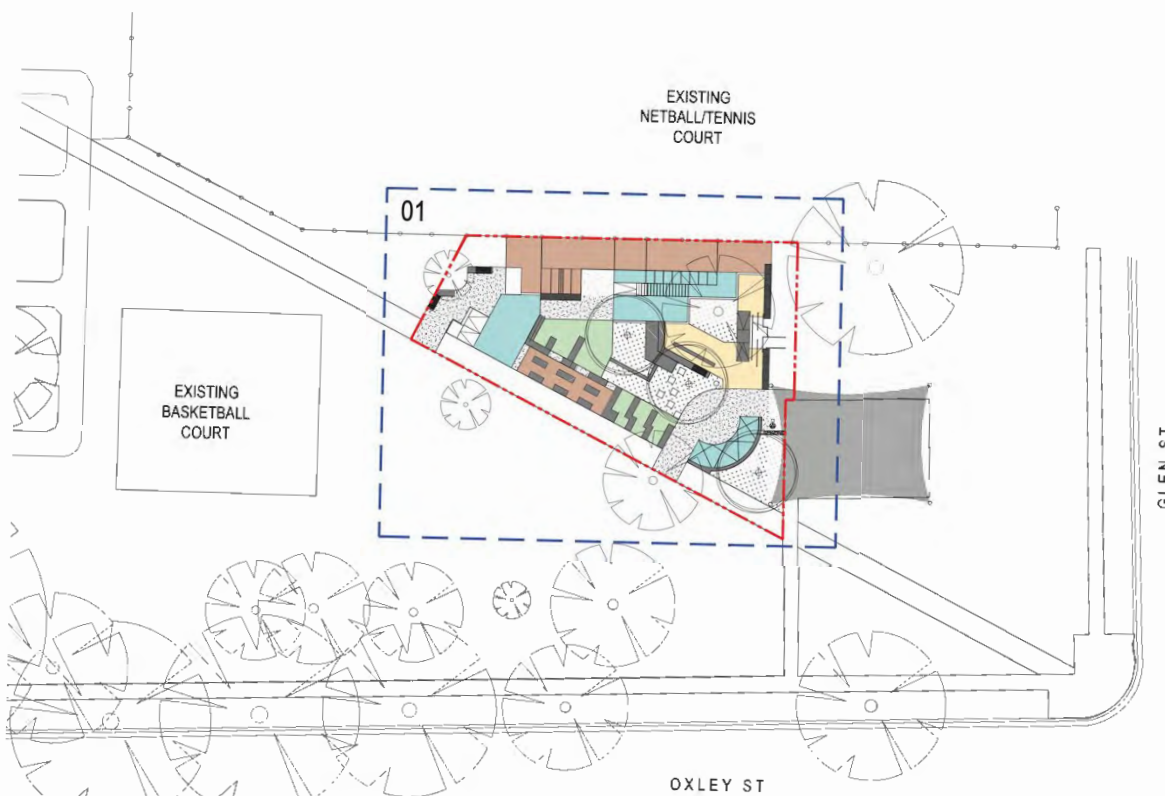 EXISTING
NETBALL/TENNIS
COURT
01
EXISTING
BASKETBALL
COURT
GLEN ST
OXLEY ST